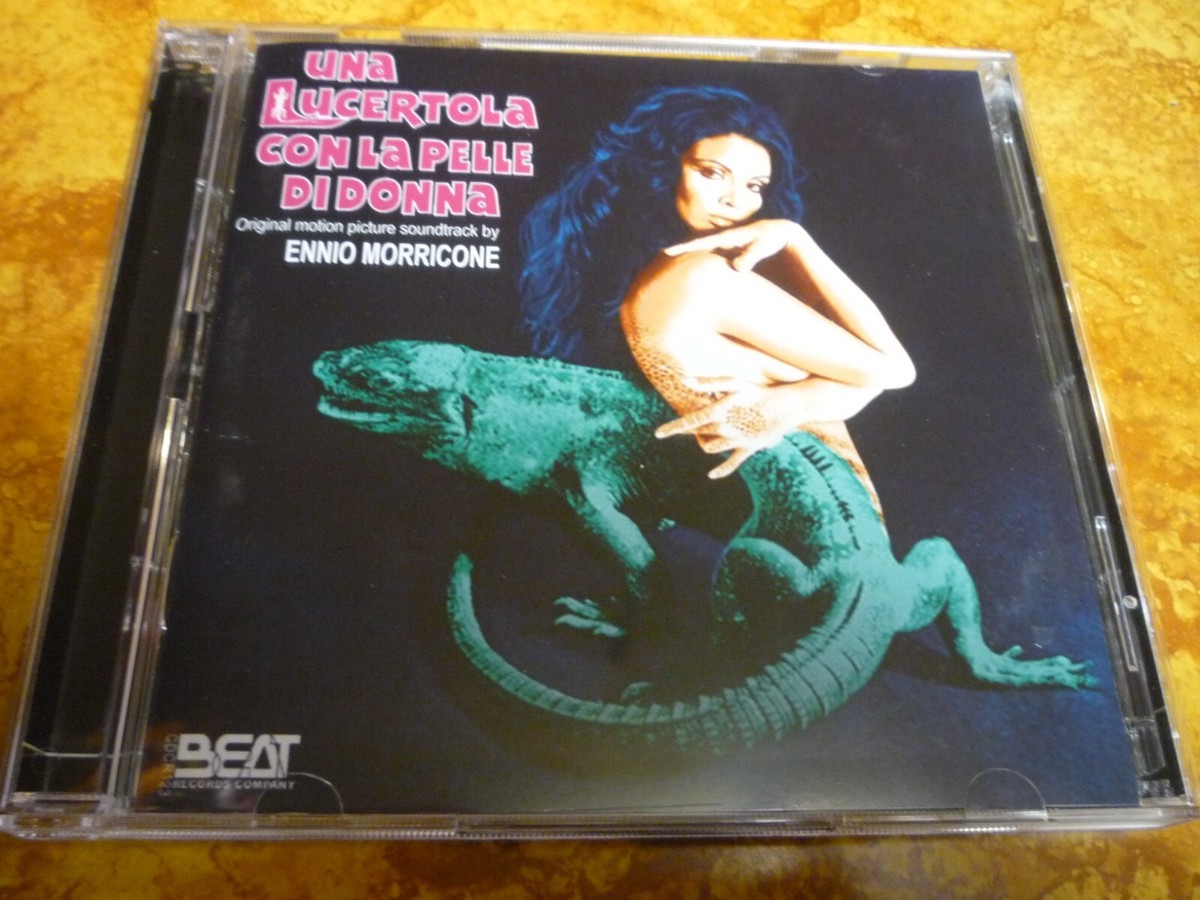 UNA
LUCERTOLA
CON LA PELLE
DI DONNA
Original motion picture soundtrack by
ENNIO MORRICONE
BEAT
RECORDS COMPANY